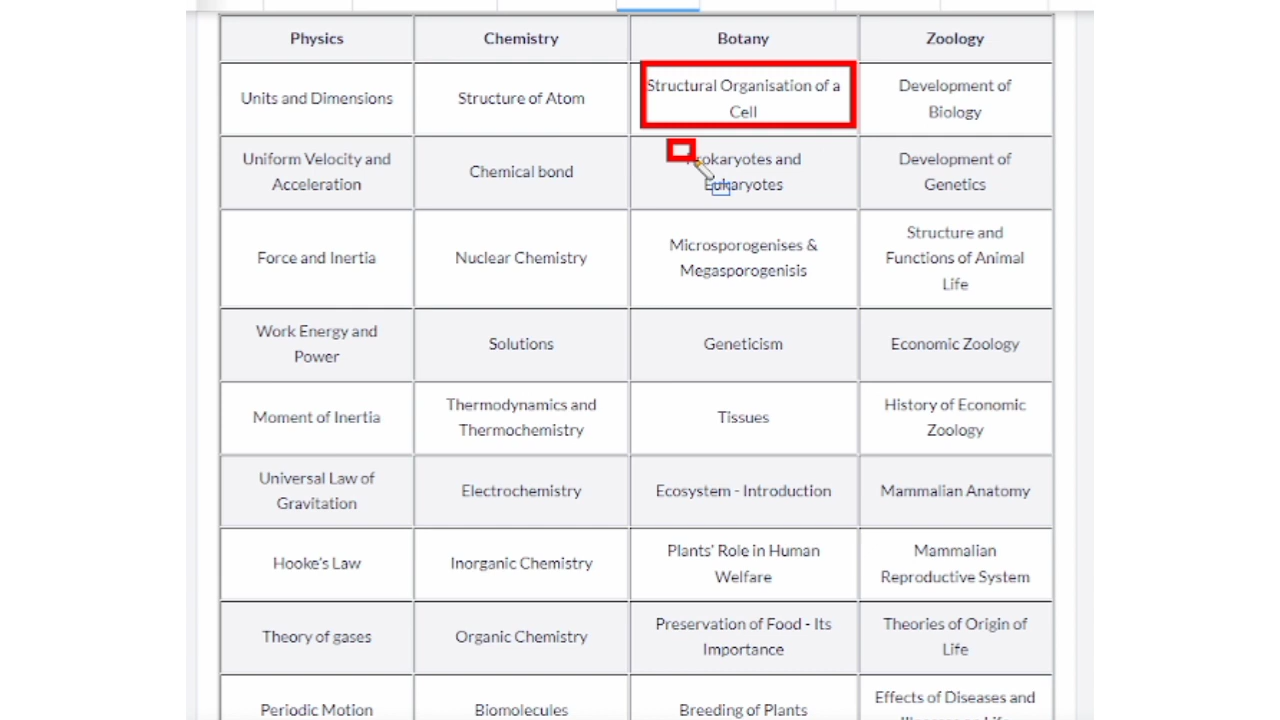 Physics Chemistry Botany Zoology
Units and Dimensions Structure of Atom Structural Organisation of a Cell Development of Biology
Uniform Velocity and Acceleration Chemical bond Prokaryotes and Eukaryotes Development of Genetics
Force and Inertia Nuclear Chemistry Microsporogenises & Megasporogenisis Structure and Functions of Animal Life
Work Energy and Power Solutions Geneticism Economic Zoology
Moment of Inertia Thermodynamics and Thermochemistry Tissues History of Economic Zoology
Universal Law of Gravitation Electrochemistry Ecosystem - Introduction Mammalian Anatomy
Hooke's Law Inorganic Chemistry Plants' Role in Human Welfare Mammalian Reproductive System
Theory of gases Organic Chemistry Preservation of Food - Its Importance Theories of Origin of Life
Periodic Motion Biomolecules Breeding of Plants Effects of Diseases and